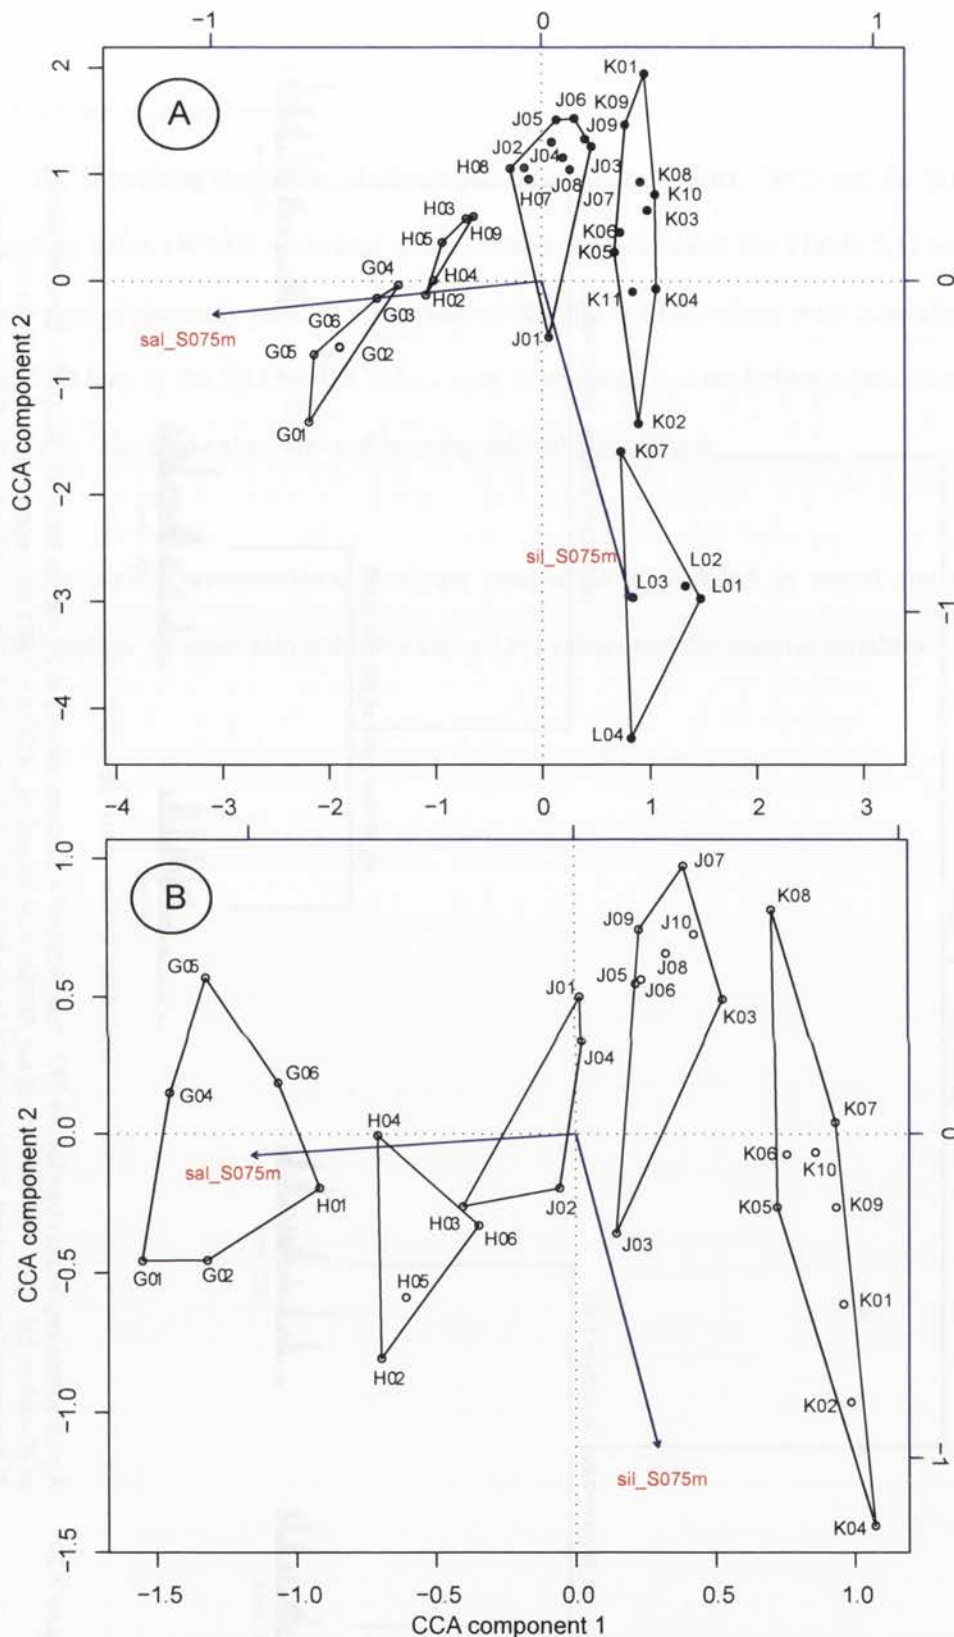 −1 0 1
A
CCA component 2
2
1
0
−1
−2
−3
−4
K01
K09
J06
J05
J09
J02
J04
J03
H08
J08
K08
H07
J07
K10
H03
K03
H09
H05
K06
K05
G04
H04
H02
G03
K11
K04
sal_S075m
G06
J01
G05
G02
G01
K02
K07
sil_S075m
L02
L03
L01
L04
0
−1
−4 −3 −2 −1 0 1 2 3
B
CCA component 2
1.0
0.5
0.0
−0.5
−1.0
−1.5
J07
K08
J09
J10
G05
J05
J08
J06
J01
K03
J04
G06
G04
H04
K07
K06
K10
sal_S075m
H01
H03
J02
K05
K09
H06
J03
G01
G02
H05
K01
H02
K02
sil_S075m
K04
0
−1
−1.5 −1.0 −0.5 0.0 0.5 1.0
CCA component 1